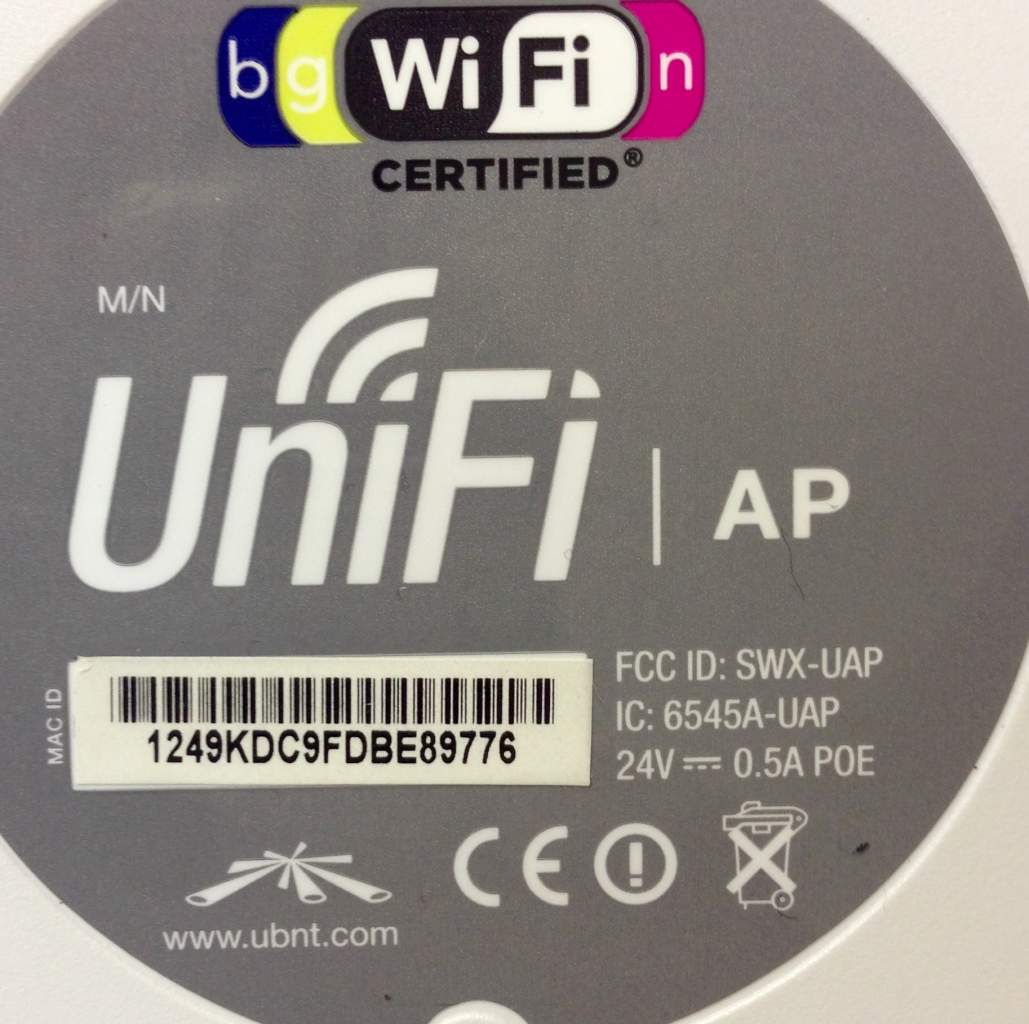 b g WiFi n
CERTIFIED®
M/N
UniFi | AP
MAC ID
1249KDC9FDBE89776
FCC ID: SWX-UAP
IC: 6545A-UAP
24V ⎓ 0.5A POE
CE
www.ubnt.com